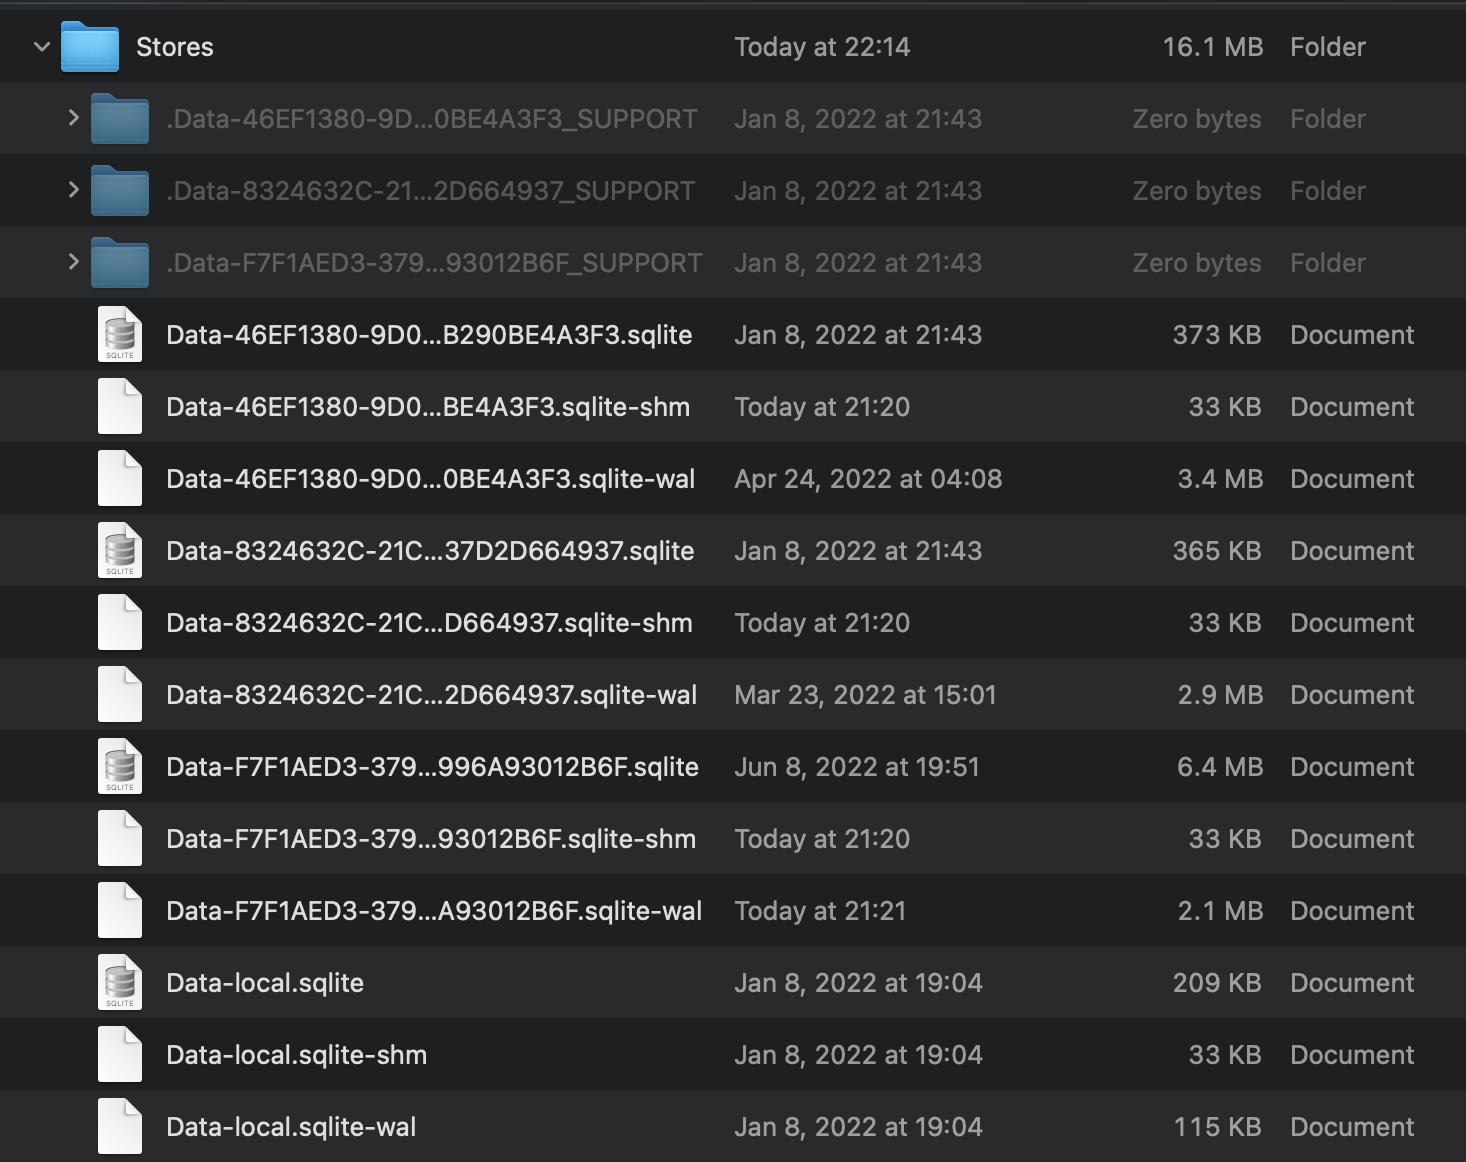 Stores Today at 22:14 16.1 MB Folder
.Data-46EF1380-9D...0BE4A3F3_SUPPORT Jan 8, 2022 at 21:43 Zero bytes Folder
.Data-8324632C-21...2D664937_SUPPORT Jan 8, 2022 at 21:43 Zero bytes Folder
.Data-F7F1AED3-379...93012B6F_SUPPORT Jan 8, 2022 at 21:43 Zero bytes Folder
SQLITE Data-46EF1380-9D0...B290BE4A3F3.sqlite Jan 8, 2022 at 21:43 373 KB Document
Data-46EF1380-9D0...BE4A3F3.sqlite-shm Today at 21:20 33 KB Document
Data-46EF1380-9D0...0BE4A3F3.sqlite-wal Apr 24, 2022 at 04:08 3.4 MB Document
SQLITE Data-8324632C-21C...37D2D664937.sqlite Jan 8, 2022 at 21:43 365 KB Document
Data-8324632C-21C...D664937.sqlite-shm Today at 21:20 33 KB Document
Data-8324632C-21C...2D664937.sqlite-wal Mar 23, 2022 at 15:01 2.9 MB Document
SQLITE Data-F7F1AED3-379...996A93012B6F.sqlite Jun 8, 2022 at 19:51 6.4 MB Document
Data-F7F1AED3-379...93012B6F.sqlite-shm Today at 21:20 33 KB Document
Data-F7F1AED3-379...A93012B6F.sqlite-wal Today at 21:21 2.1 MB Document
SQLITE Data-local.sqlite Jan 8, 2022 at 19:04 209 KB Document
Data-local.sqlite-shm Jan 8, 2022 at 19:04 33 KB Document
Data-local.sqlite-wal Jan 8, 2022 at 19:04 115 KB Document